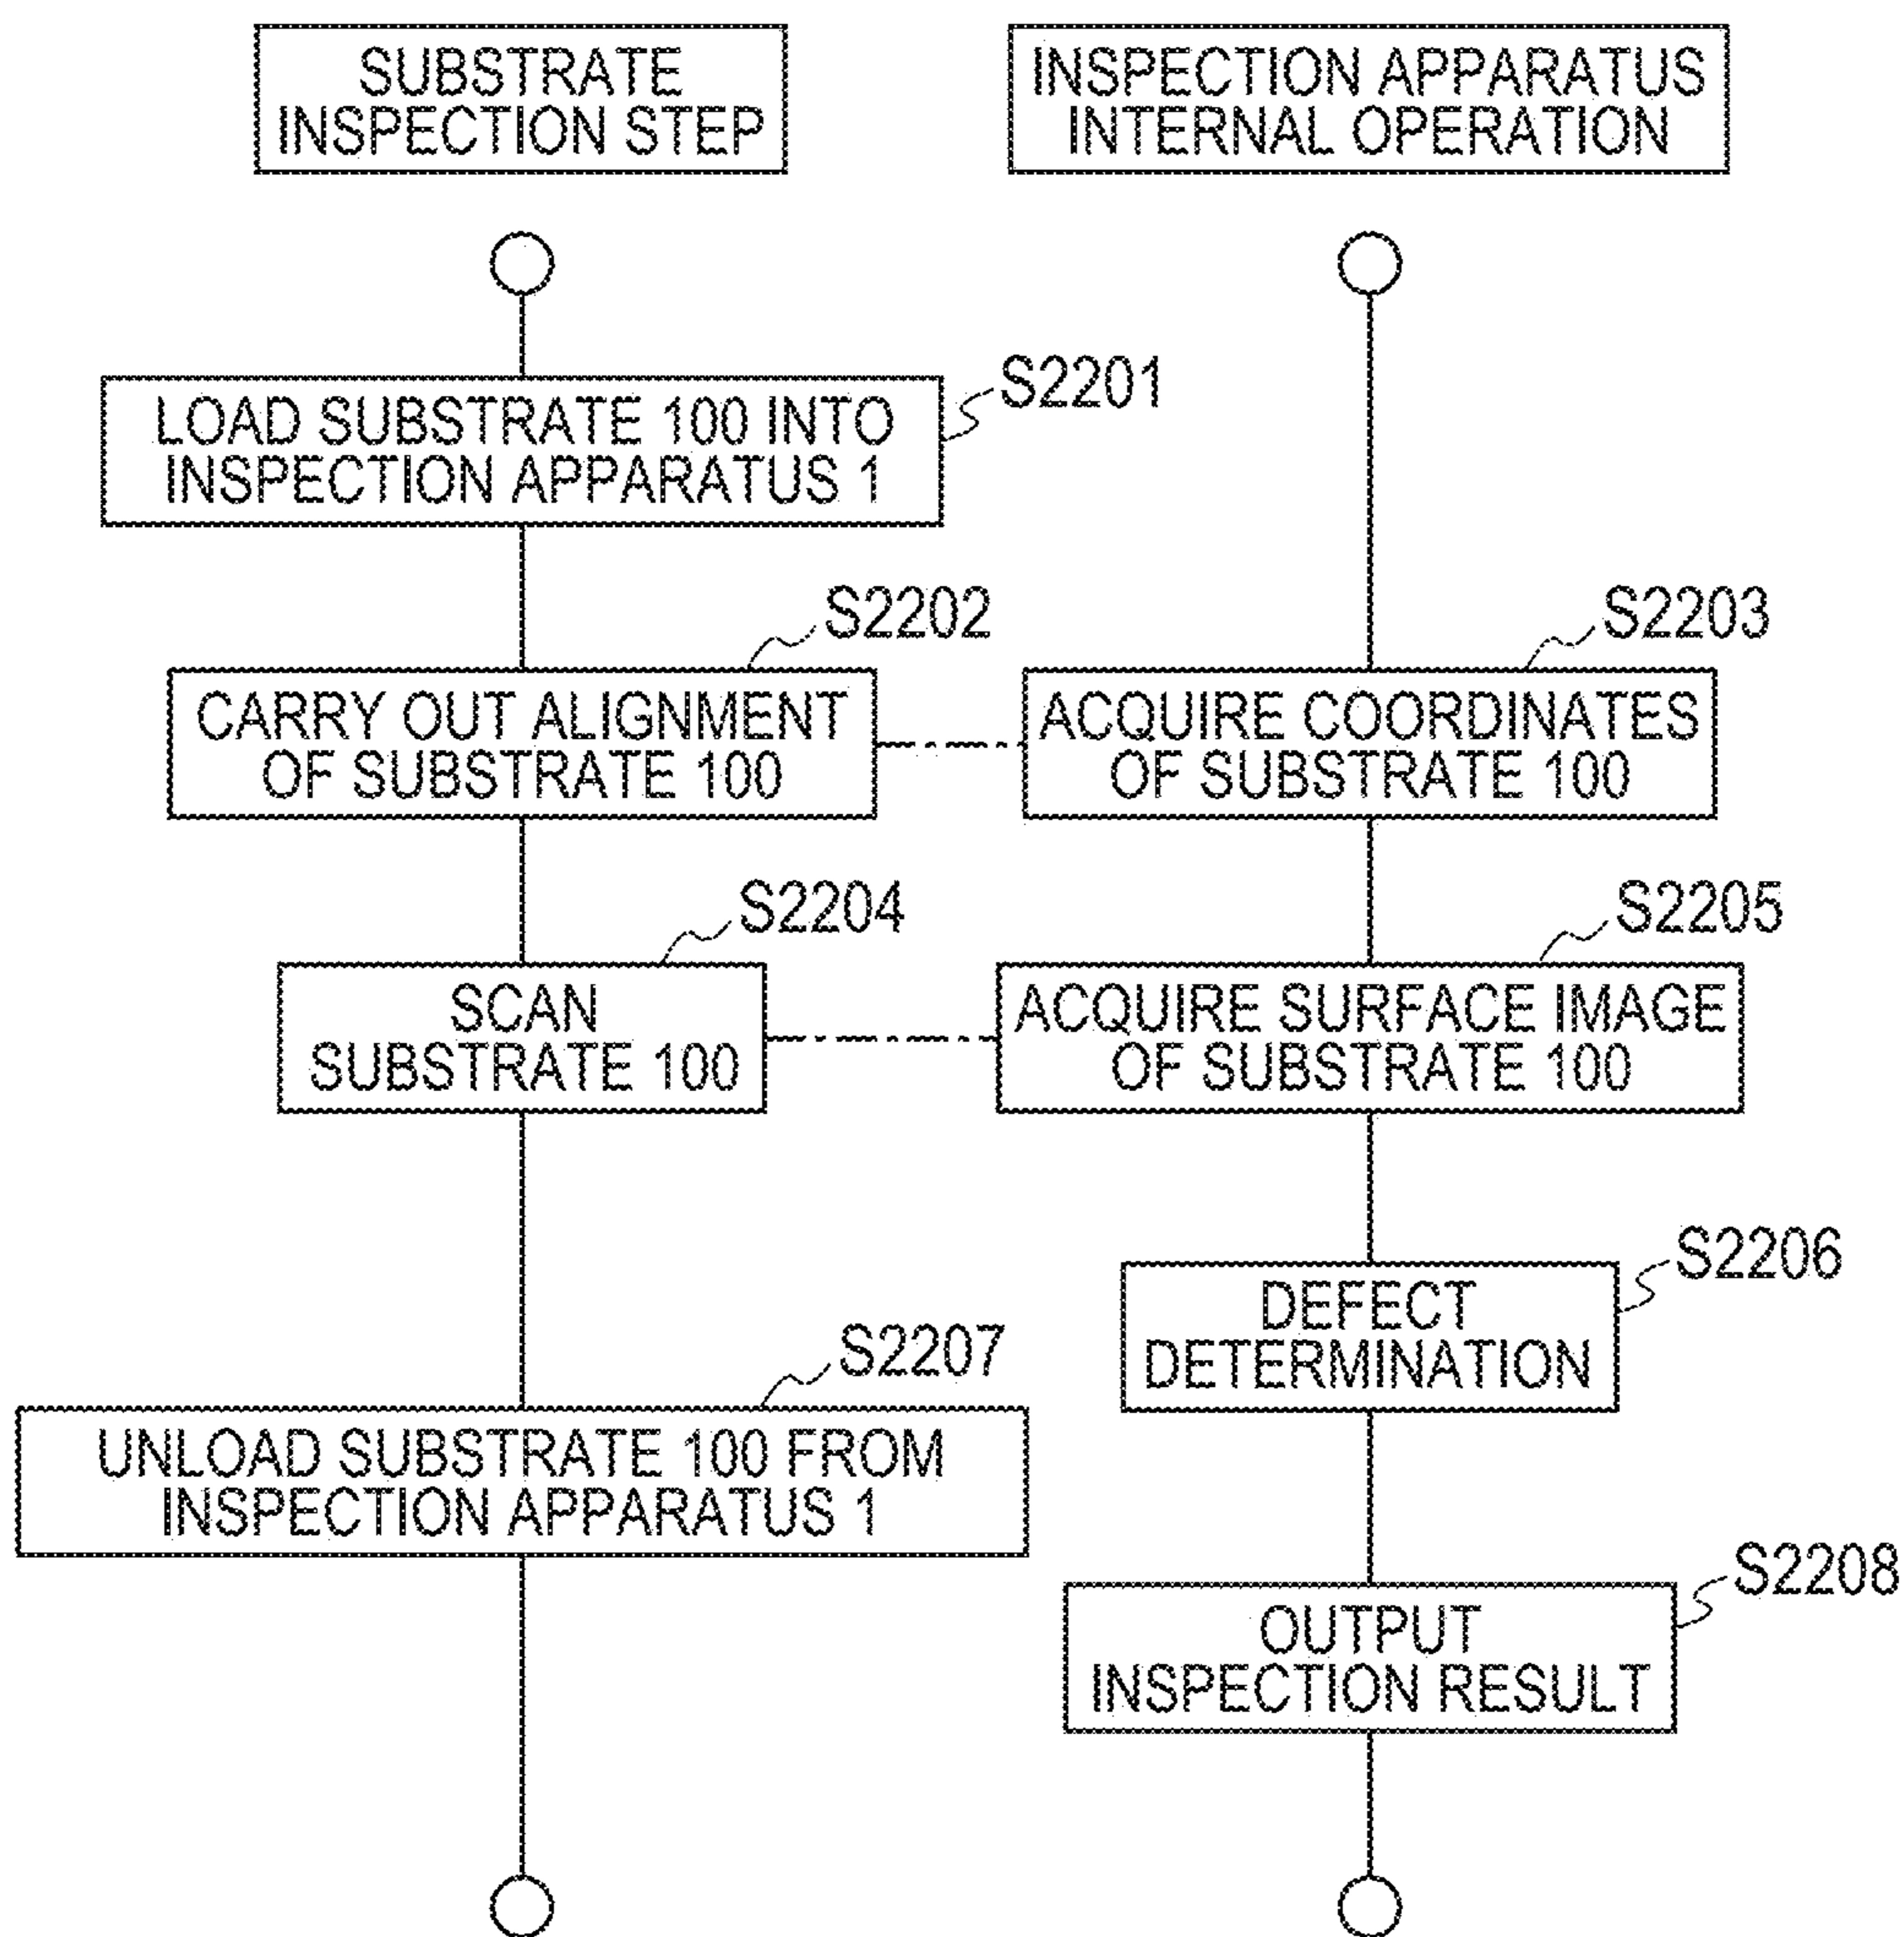 SUBSTRATE
INSPECTION STEP
INSPECTION APPARATUS
INTERNAL OPERATION
S2201
LOAD SUBSTRATE 100 INTO
INSPECTION APPARATUS 1
S2202
CARRY OUT ALIGNMENT
OF SUBSTRATE 100
S2203
ACQUIRE COORDINATES
OF SUBSTRATE 100
S2204
SCAN
SUBSTRATE 100
S2205
ACQUIRE SURFACE IMAGE
OF SUBSTRATE 100
S2206
DEFECT
DETERMINATION
S2207
UNLOAD SUBSTRATE 100 FROM
INSPECTION APPARATUS 1
S2208
OUTPUT
INSPECTION RESULT